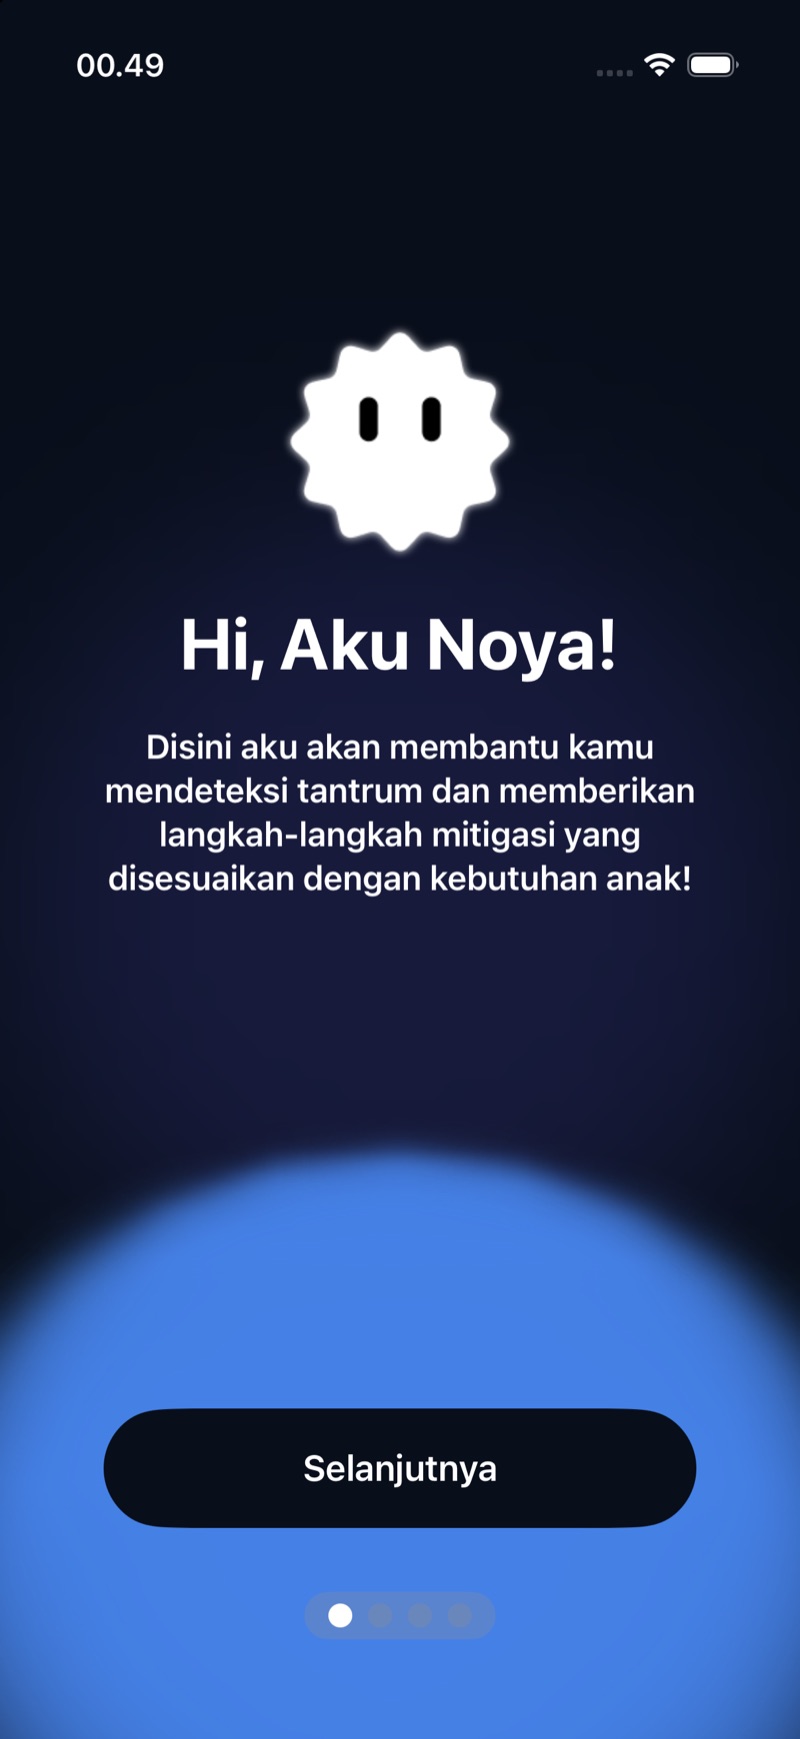 00.49
Hi, Aku Noya!
Disini aku akan membantu kamu
mendeteksi tantrum dan memberikan
langkah-langkah mitigasi yang
disesuaikan dengan kebutuhan anak!
Selanjutnya